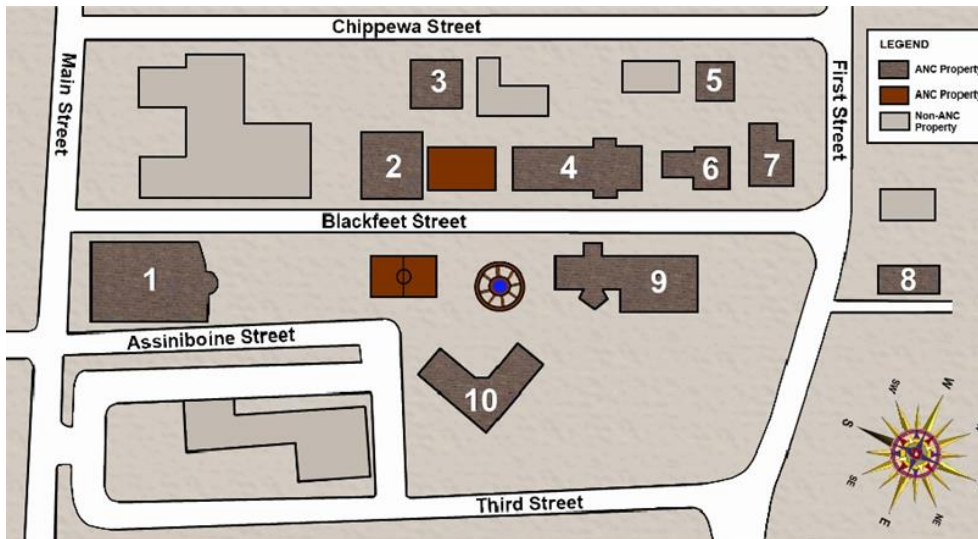 Chippewa Street
Main Street
First Street
LEGEND
ANC Property
ANC Property
Non-ANC
Property
3
5
2
4
6
7
Blackfeet Street
1
9
8
Assiniboine Street
10
Third Street
SW
W
S
SE
E
NE